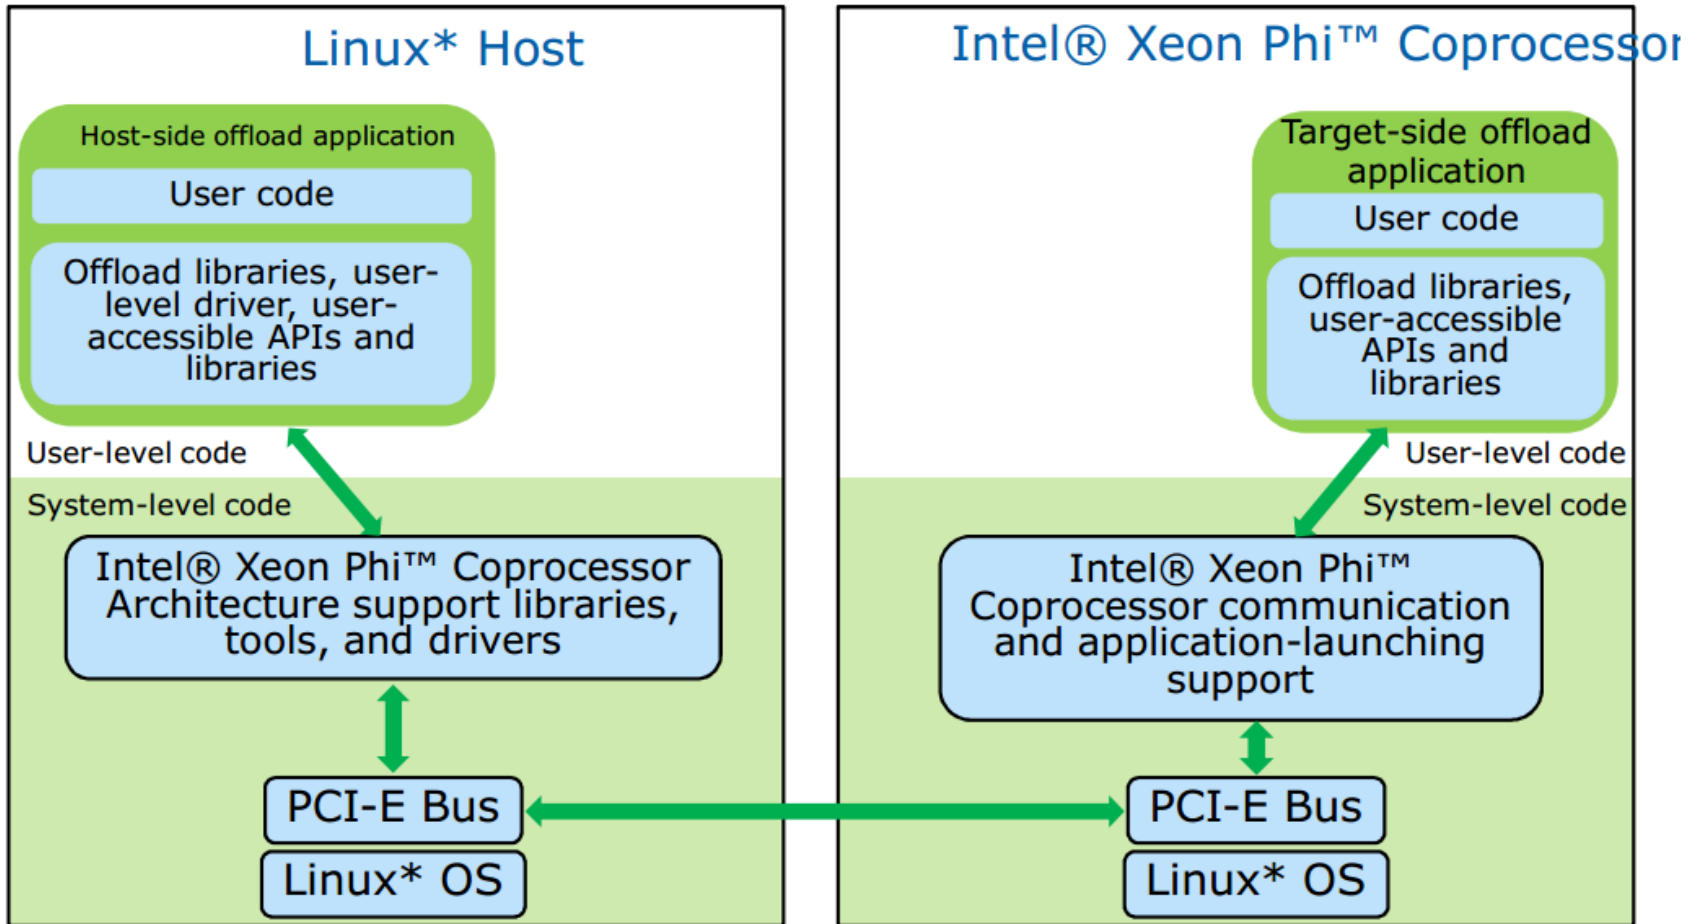 Linux* Host
Host-side offload application
User code
Offload libraries, user-
level driver, user-
accessible APIs and
libraries
User-level code
System-level code
Intel® Xeon Phi™ Coprocessor
Architecture support libraries,
tools, and drivers
PCI-E Bus
Linux* OS
Intel® Xeon Phi™ Coprocessor
Target-side offload
application
User code
Offload libraries,
user-accessible
APIs and
libraries
User-level code
System-level code
Intel® Xeon Phi™
Coprocessor communication
and application-launching
support
PCI-E Bus
Linux* OS